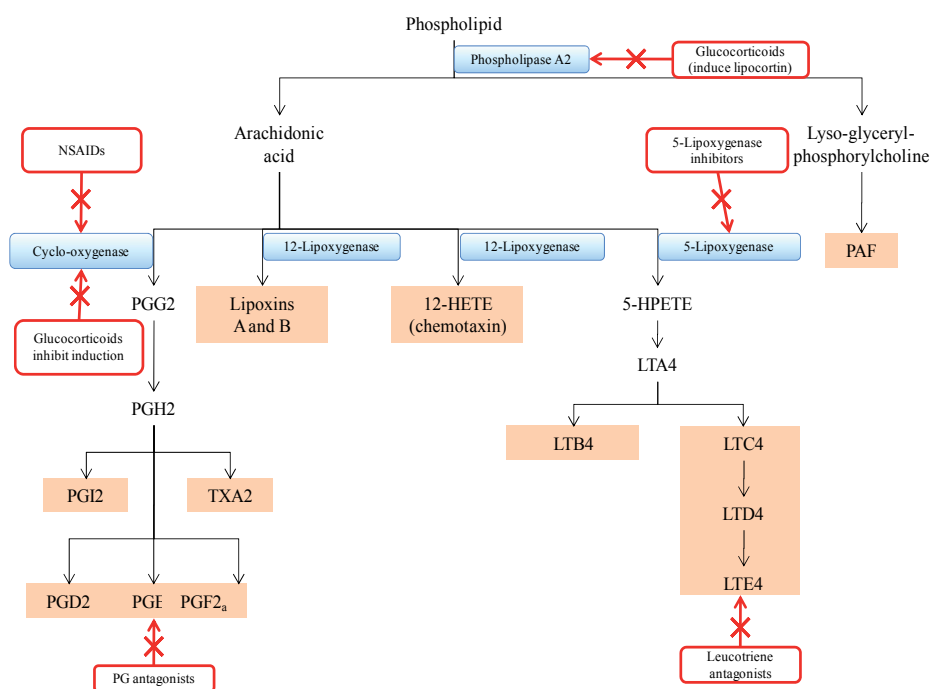 Phospholipid
Phospholipase A2
Glucocorticoids
(induce lipocortin)
Arachidonic
acid
Lyso-glyceryl-
phosphorylcholine
NSAIDs
5-Lipoxygenase
inhibitors
Cyclo-oxygenase
12-Lipoxygenase
12-Lipoxygenase
5-Lipoxygenase
PAF
PGG2
Lipoxins
A and B
12-HETE
(chemotaxin)
5-HPETE
Glucocorticoids
inhibit induction
LTA4
PGH2
LTB4
LTC4
PGI2
TXA2
LTD4
PGD2
PGE
PGF2a
LTE4
PG antagonists
Leucotriene
antagonists